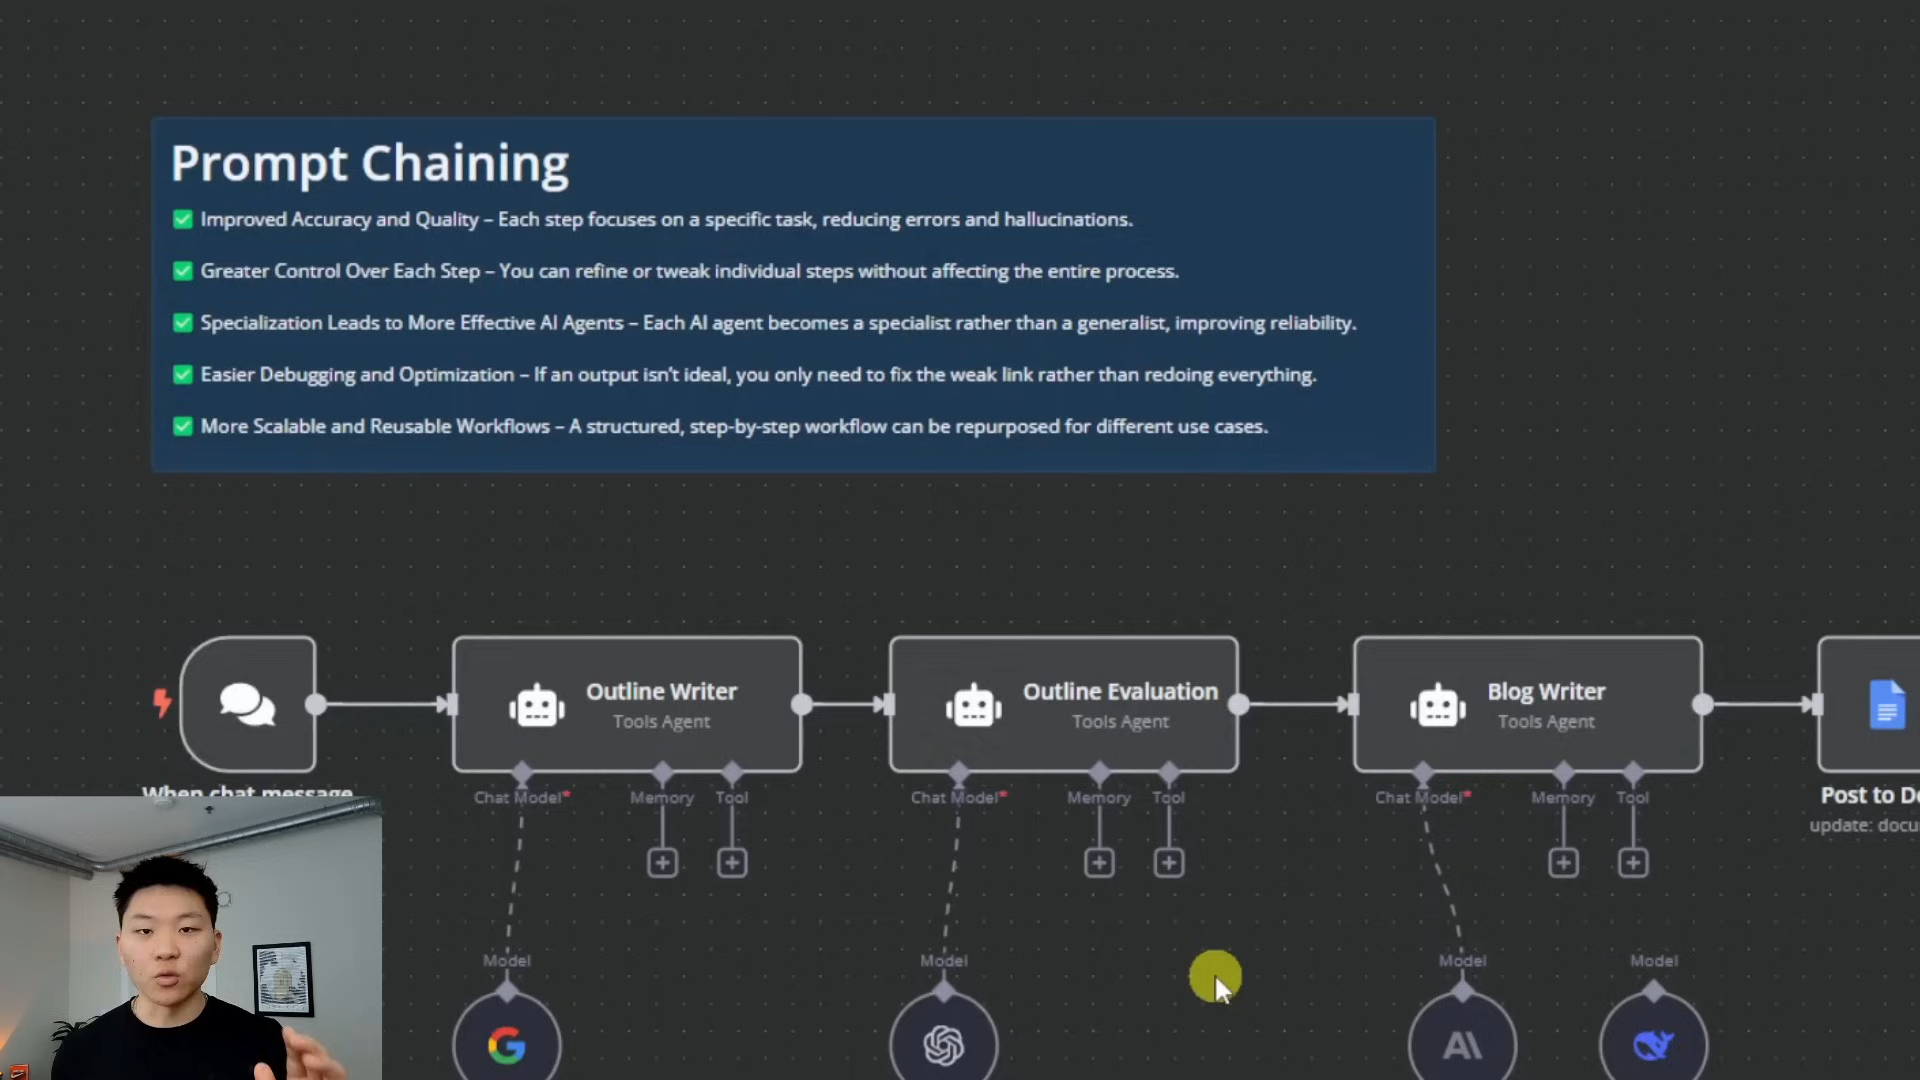 Prompt Chaining
✅ Improved Accuracy and Quality – Each step focuses on a specific task, reducing errors and hallucinations.
✅ Greater Control Over Each Step – You can refine or tweak individual steps without affecting the entire process.
✅ Specialization Leads to More Effective AI Agents – Each AI agent becomes a specialist rather than a generalist, improving reliability.
✅ Easier Debugging and Optimization – If an output isn't ideal, you only need to fix the weak link rather than redoing everything.
✅ More Scalable and Reusable Workflows – A structured, step-by-step workflow can be repurposed for different use cases.
Outline Writer
Tools Agent
Outline Evaluation
Tools Agent
Blog Writer
Tools Agent
When chat message
Chat Model*
Memory
Tool
Chat Model*
Memory
Tool
Chat Model*
Memory
Tool
Post to
update:
Model
Model
Model
Model